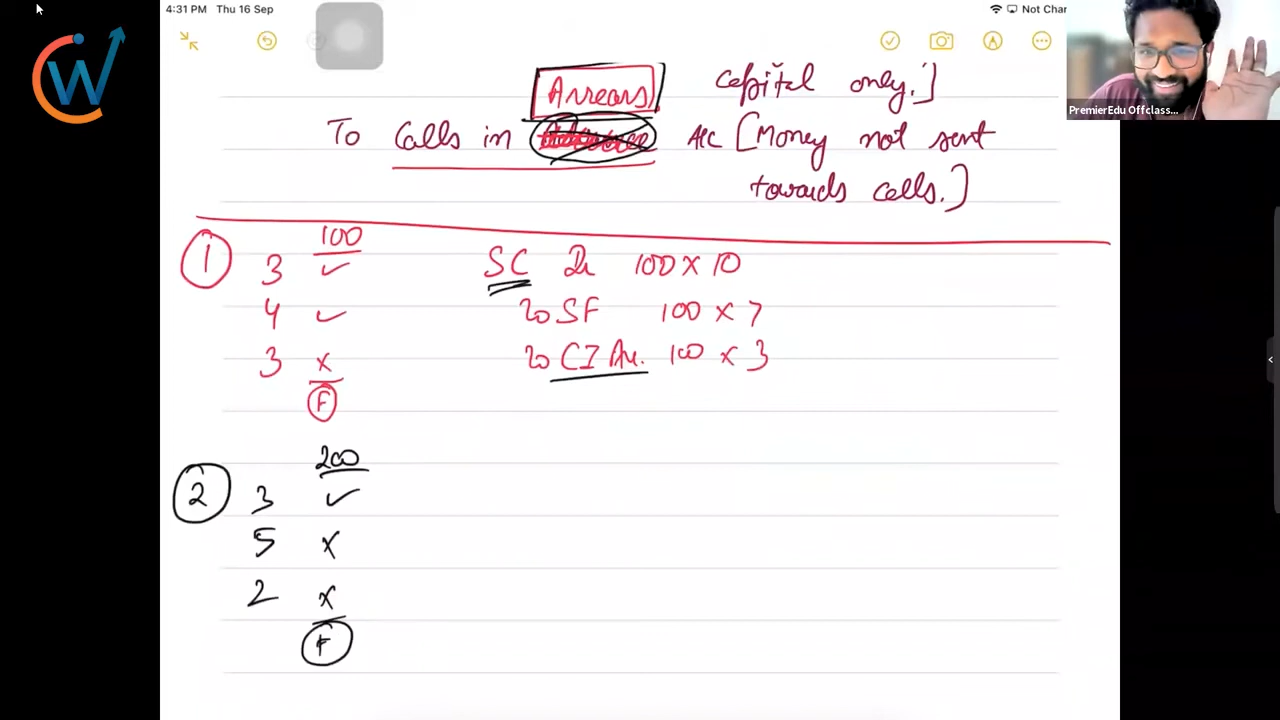 4:31 PM Thu 16 Sep
Not Char
W
PremierEdu Offclass...
Arrears capital only.]
To Calls in A/c [Money not sent
towards calls.]
1 100
3 ✓ SC Dr 100 × 10
4 ✓ To SF 100 × 7
3 × To CI Arr. 100 × 3
F
2 200
3 ✓
5 ×
2 ×
F